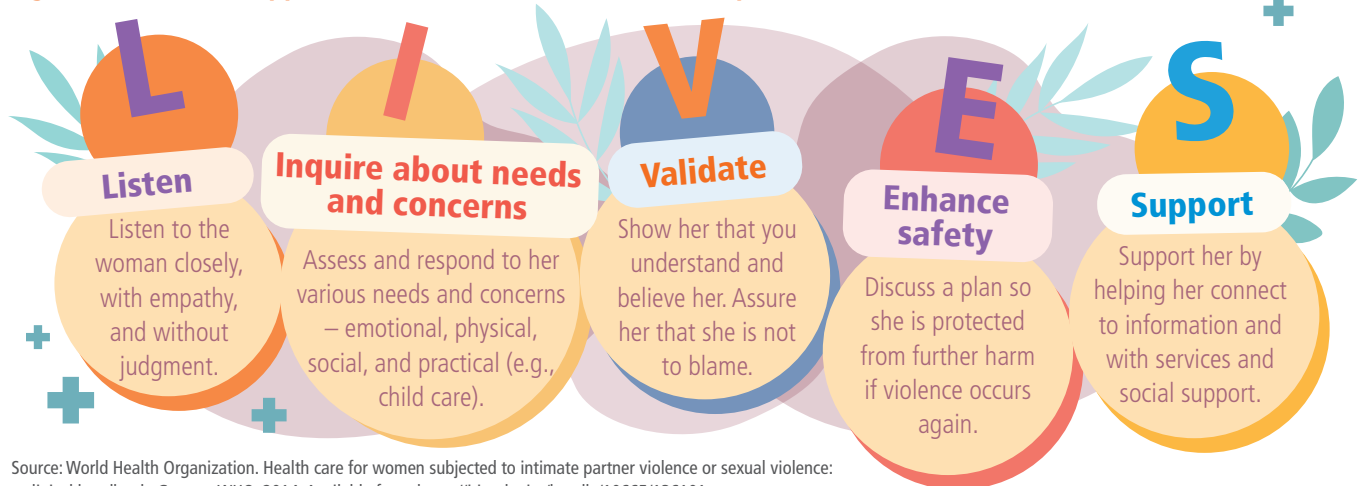 L
Listen
Listen to the
woman closely,
with empathy,
and without
judgment.
I
Inquire about needs
and concerns
Assess and respond to her
various needs and concerns
– emotional, physical,
social, and practical (e.g.,
child care).
V
Validate
Show her that you
understand and
believe her. Assure
her that she is not
to blame.
E
Enhance
safety
Discuss a plan so
she is protected
from further harm
if violence occurs
again.
S
Support
Support her by
helping her connect
to information and
with services and
social support.
Source: World Health Organization. Health care for women subjected to intimate partner violence or sexual violence: